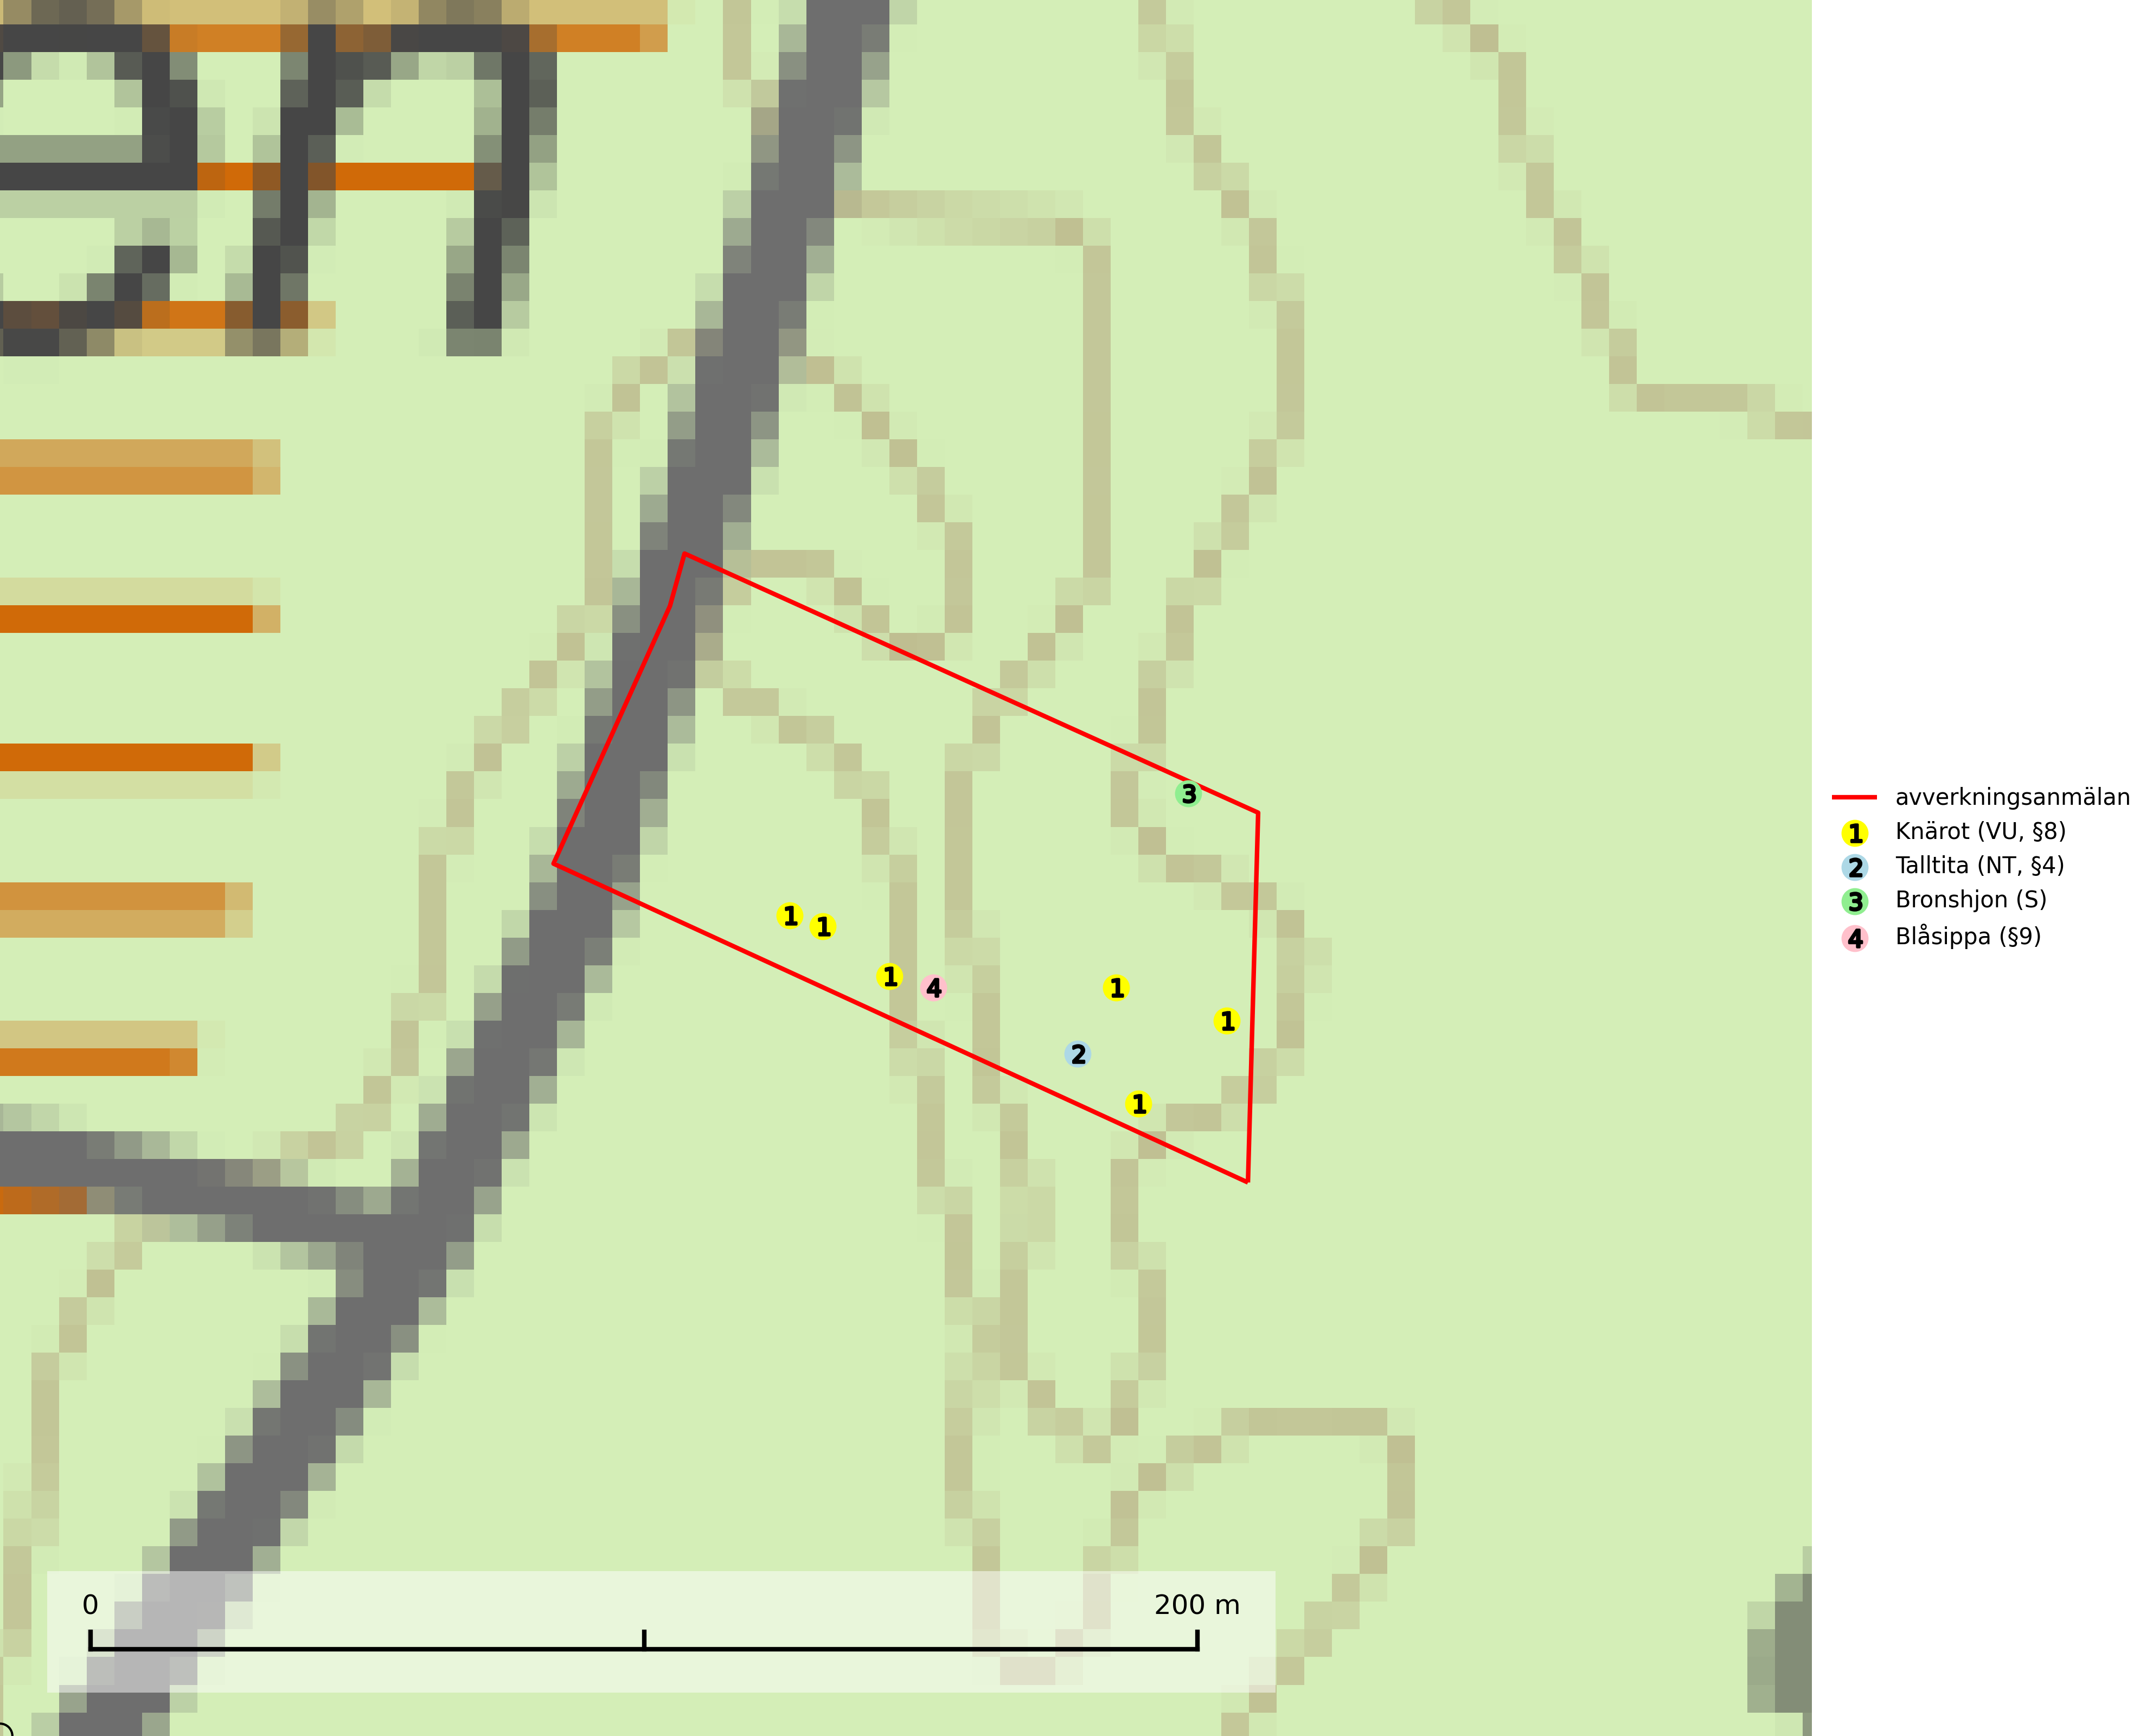 3
1
1
1
4
1
1
2
1
avverkningsanmälan
1 Knärot (VU, §8)
2 Talltita (NT, §4)
3 Bronshjon (S)
4 Blåsippa (§9)
0 200 m